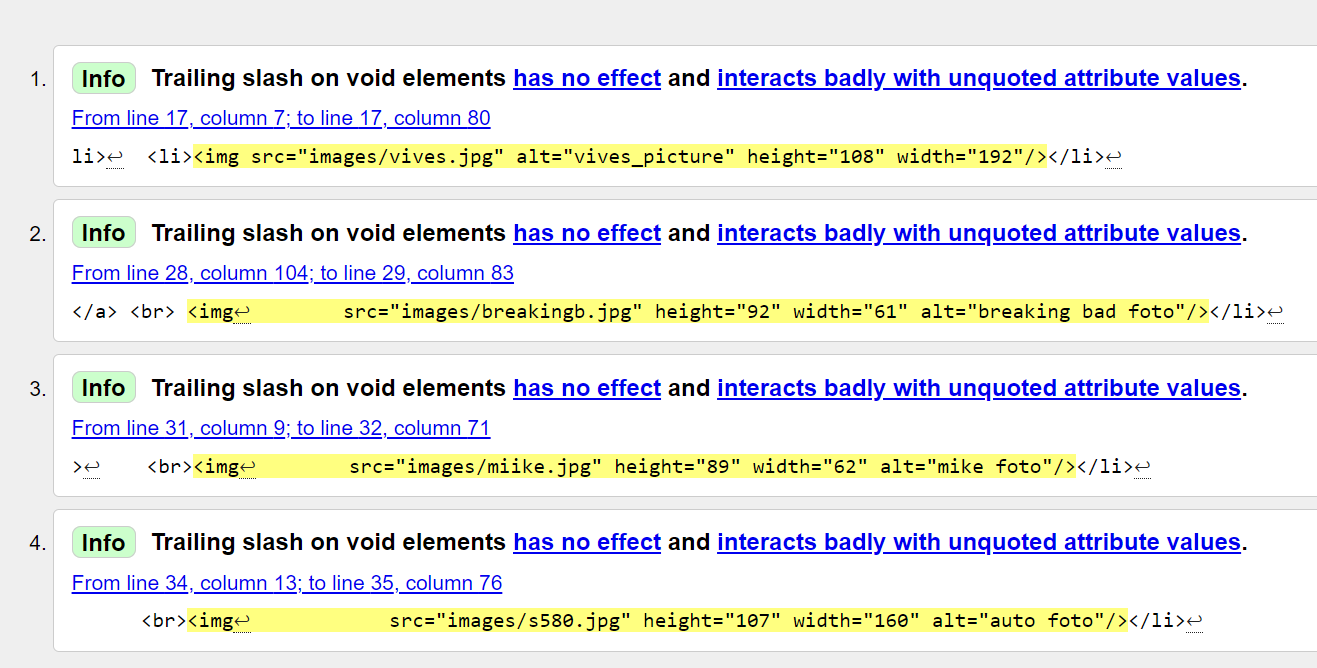 1. Info Trailing slash on void elements has no effect and interacts badly with unquoted attribute values.
From line 17, column 7; to line 17, column 80
li>↩  <li><img src="images/vives.jpg" alt="vives_picture" height="108" width="192"/></li>↩
2. Info Trailing slash on void elements has no effect and interacts badly with unquoted attribute values.
From line 28, column 104; to line 29, column 83
</a> <br> <img↩        src="images/breakingb.jpg" height="92" width="61" alt="breaking bad foto"/></li>↩
3. Info Trailing slash on void elements has no effect and interacts badly with unquoted attribute values.
From line 31, column 9; to line 32, column 71
>↩    <br><img↩        src="images/miike.jpg" height="89" width="62" alt="mike foto"/></li>↩
4. Info Trailing slash on void elements has no effect and interacts badly with unquoted attribute values.
From line 34, column 13; to line 35, column 76
<br><img↩            src="images/s580.jpg" height="107" width="160" alt="auto foto"/></li>↩